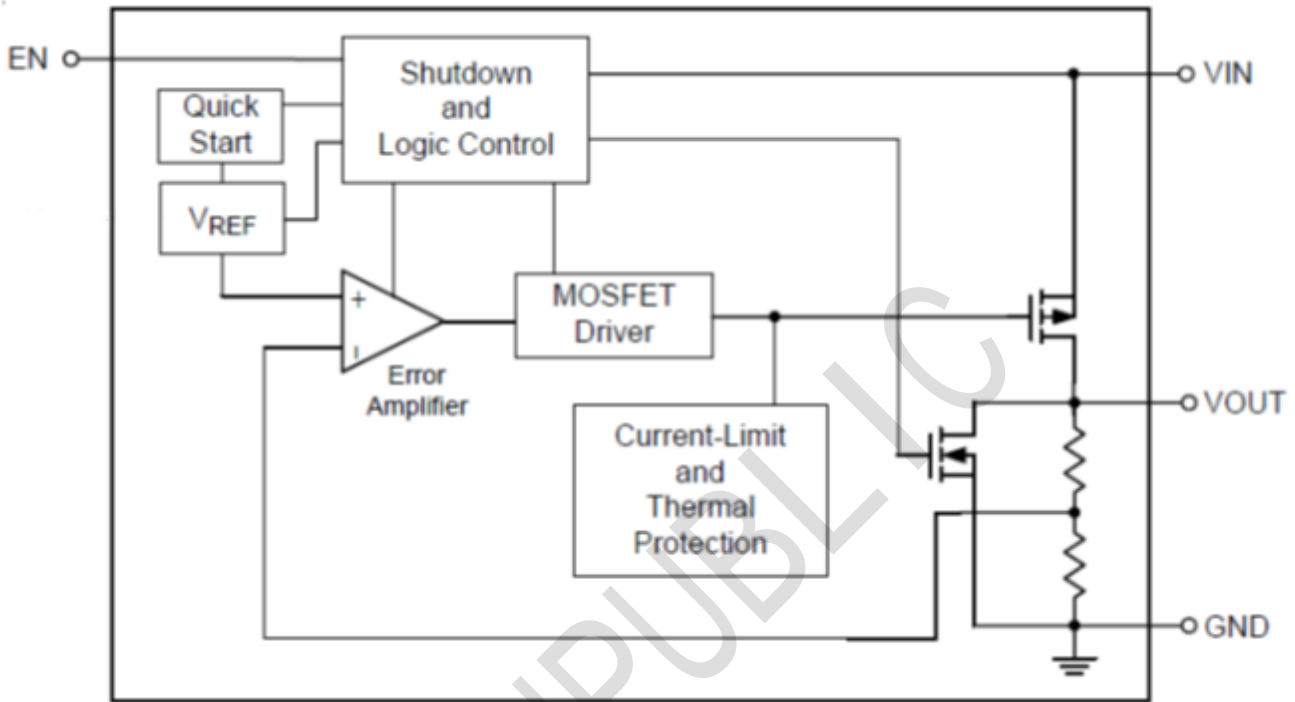 EN
Shutdown
and
Logic Control
VIN
Quick
Start
VREF
+
MOSFET
Driver
Error
Amplifier
VOUT
Current-Limit
and
Thermal
Protection
GND
PUBLIC